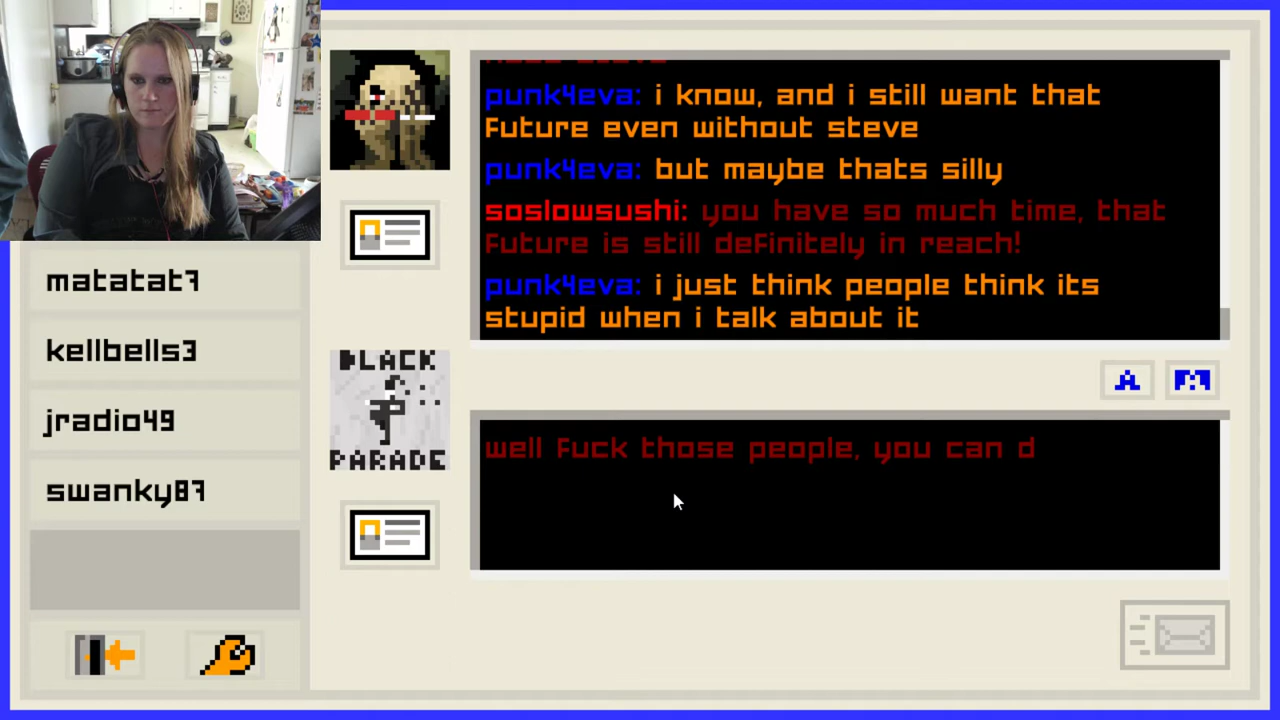 punk4eva: i know, and i still want that
future even without steve
punk4eva: but maybe thats silly
soslowsushi: you have so much time, that
future is still definitely in reach!
punk4eva: i just think people think its
stupid when i talk about it
matatat7
kellbells3
jradio49
swanky87
BLACK
PARADE
A
well fuck those people, you can d